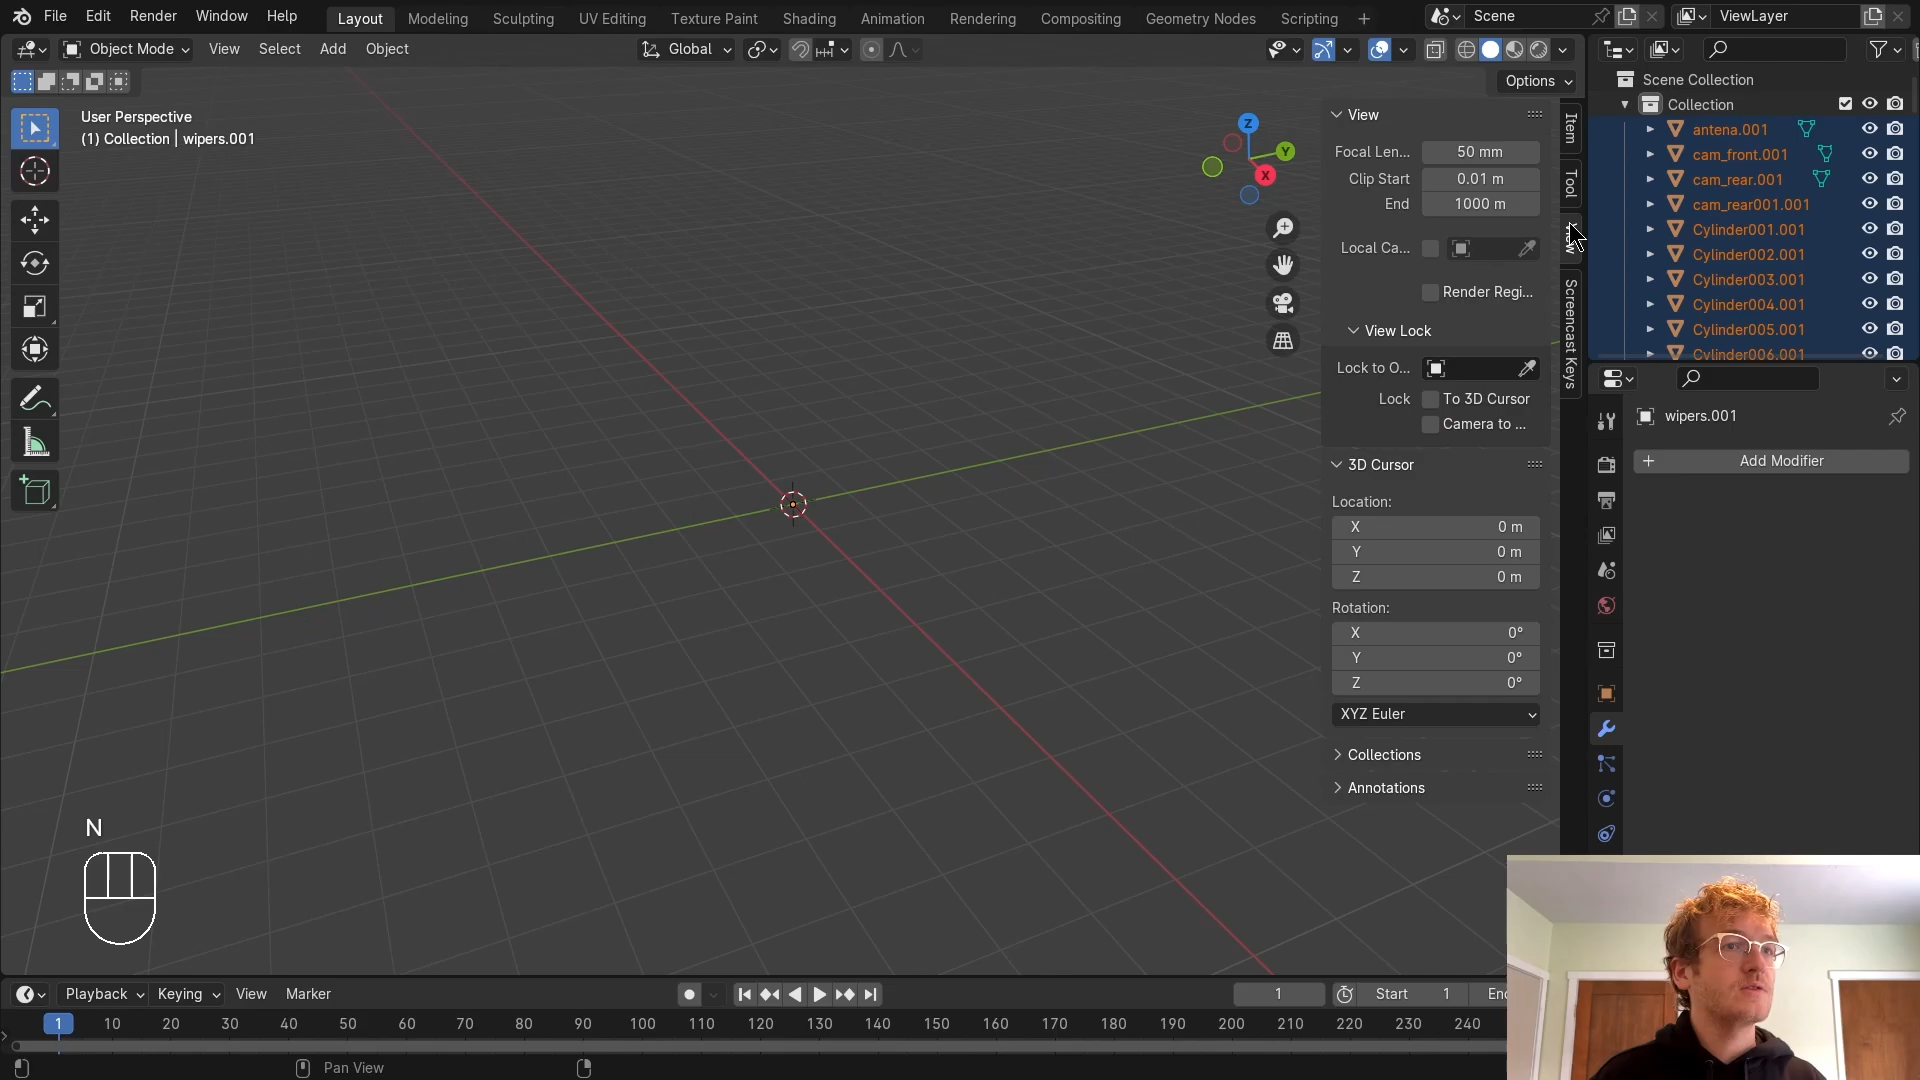 File Edit Render Window Help Layout Modeling Sculpting UV Editing Texture Paint Shading Animation Rendering Compositing Geometry Nodes Scripting + Scene ViewLayer
Object Mode View Select Add Object Global
Options
User Perspective
(1) Collection | wipers.001
Z
Y
X
View
Focal Len... 50 mm
Clip Start 0.01 m
End 1000 m
Local Ca...
Render Regi...
View Lock
Lock to O...
Lock To 3D Cursor
Camera to ...
3D Cursor
Location:
X 0 m
Y 0 m
Z 0 m
Rotation:
X 0°
Y 0°
Z 0°
XYZ Euler
Collections
Annotations
Item
Tool
Screencast Keys
Scene Collection
Collection
antena.001
cam_front.001
cam_rear.001
cam_rear001.001
Cylinder001.001
Cylinder002.001
Cylinder003.001
Cylinder004.001
Cylinder005.001
Cylinder006.001
wipers.001
+ Add Modifier
N
Playback Keying View Marker 1 Start 1 En
1 10 20 30 40 50 60 70 80 90 100 110 120 130 140 150 160 170 180 190 200 210 220 230 240
Pan View